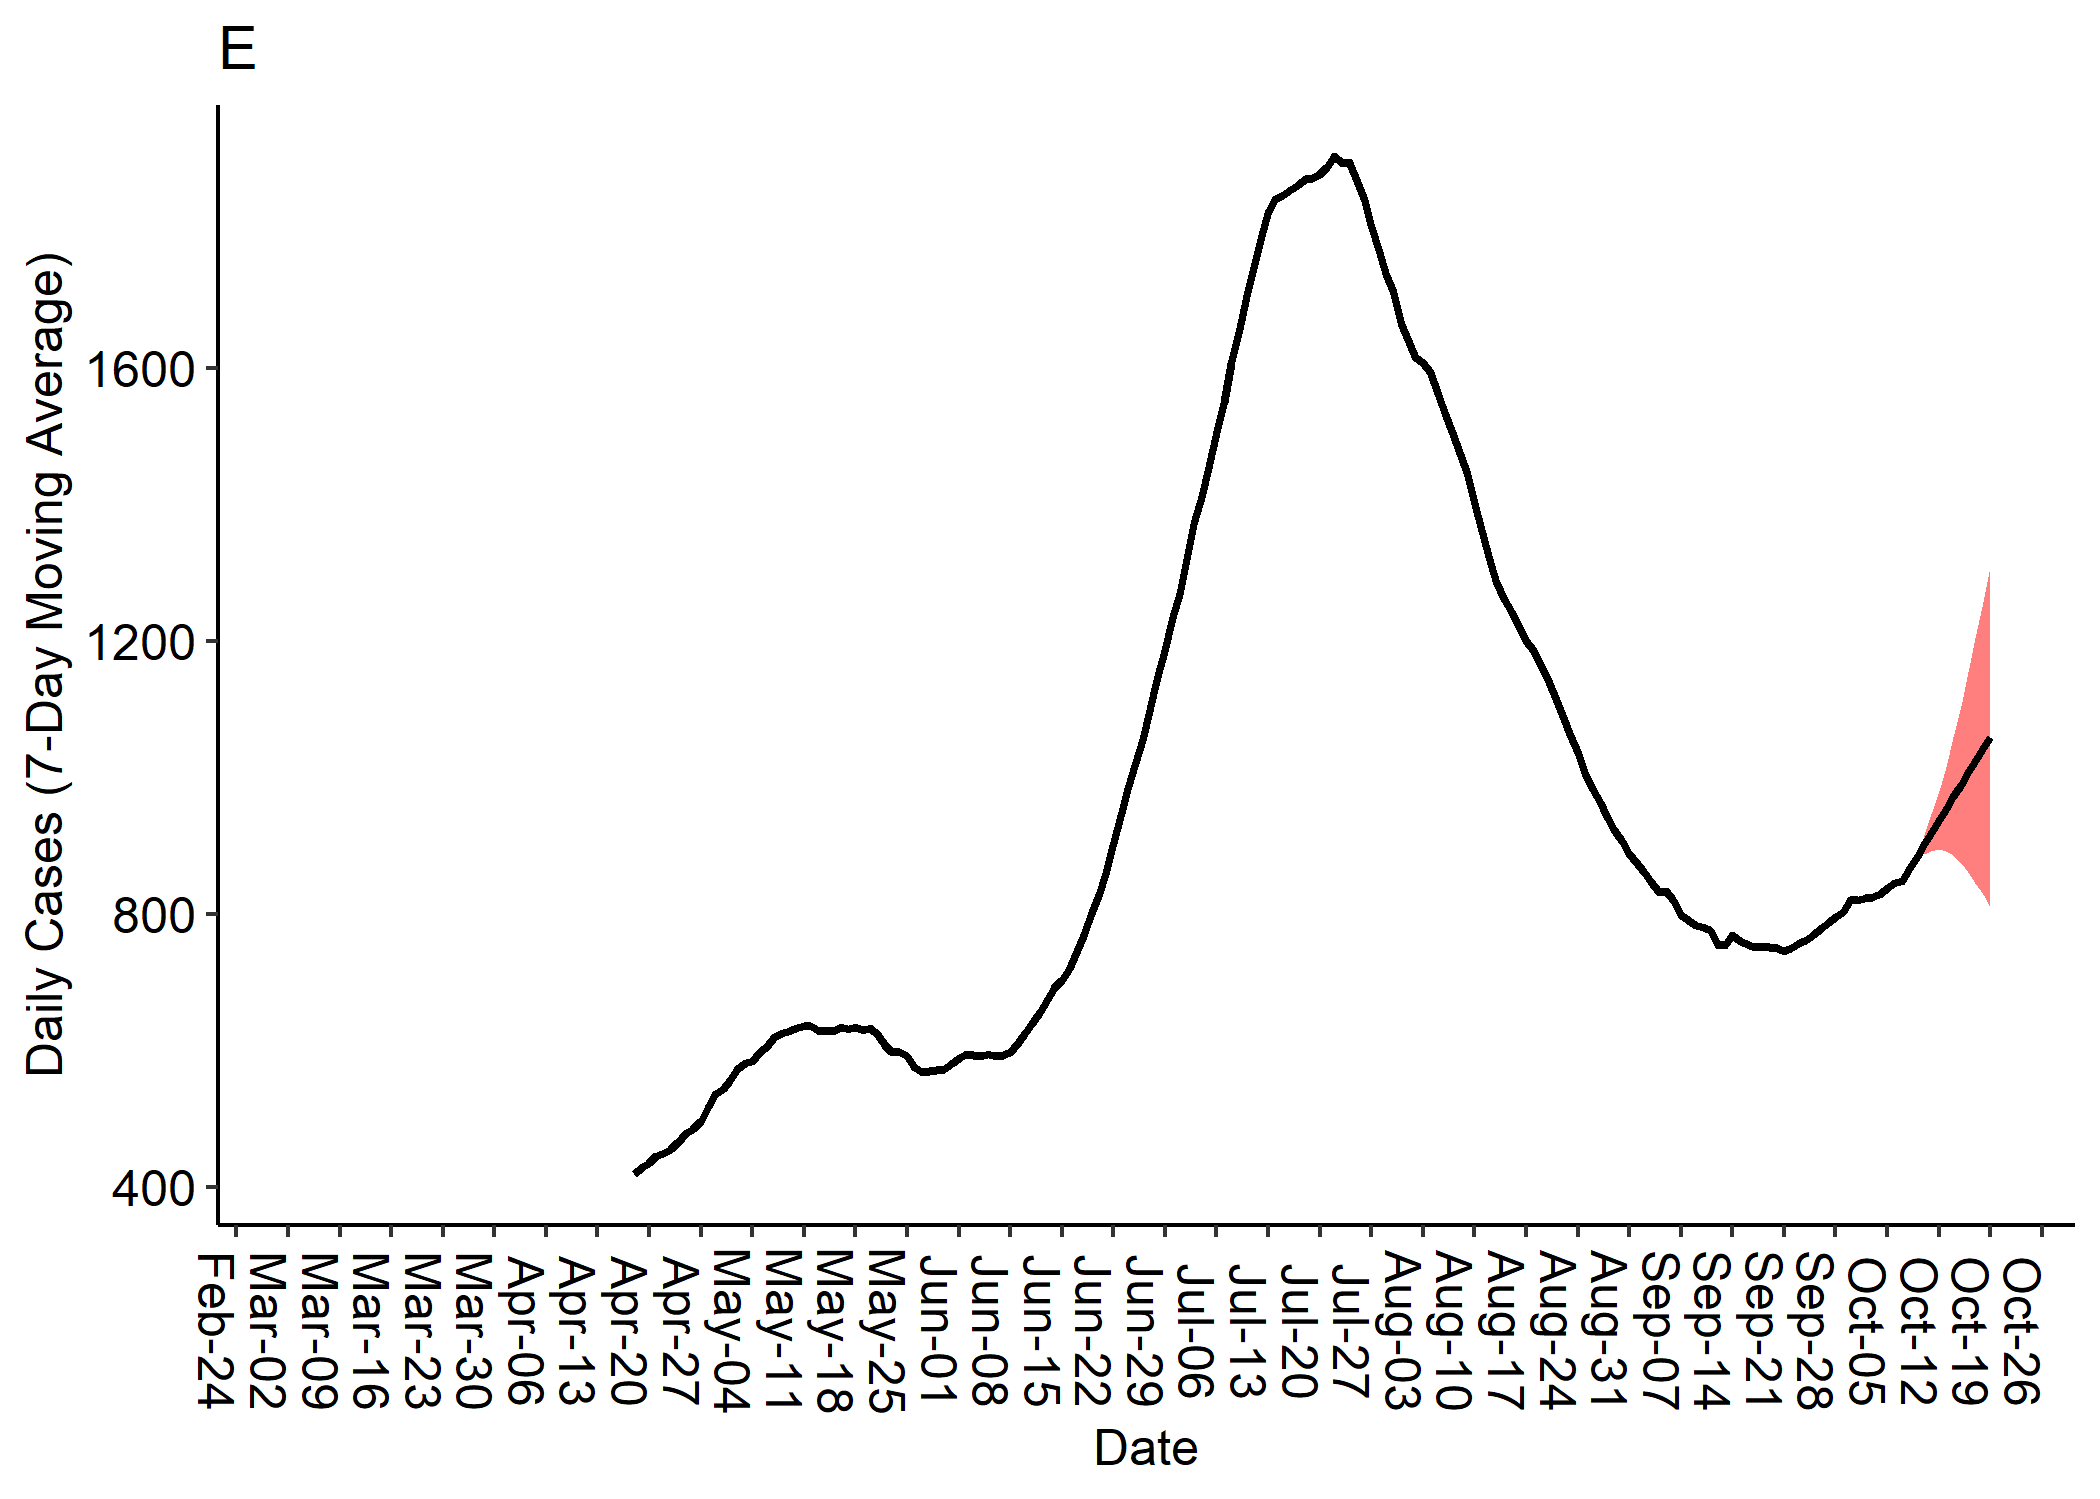 E
Daily Cases (7-Day Moving Average)
1600
1200
800
400
Feb-24
Mar-02
Mar-09
Mar-16
Mar-23
Mar-30
Apr-06
Apr-13
Apr-20
Apr-27
May-04
May-11
May-18
May-25
Jun-01
Jun-08
Jun-15
Jun-22
Jun-29
Jul-06
Jul-13
Jul-20
Jul-27
Aug-03
Aug-10
Aug-17
Aug-24
Aug-31
Sep-07
Sep-14
Sep-21
Sep-28
Oct-05
Oct-12
Oct-19
Oct-26
Date